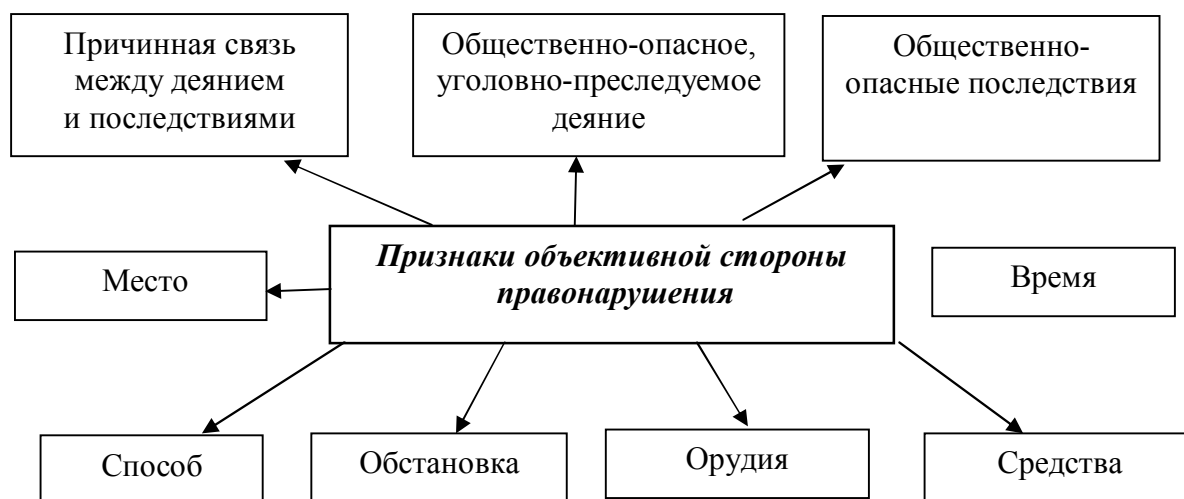 Причинная связь
между деянием
и последствиями
Общественно-опасное,
уголовно-преследуемое
деяние
Общественно-
опасные последствия
Место
Признаки объективной стороны
правонарушения
Время
Способ
Обстановка
Орудия
Средства